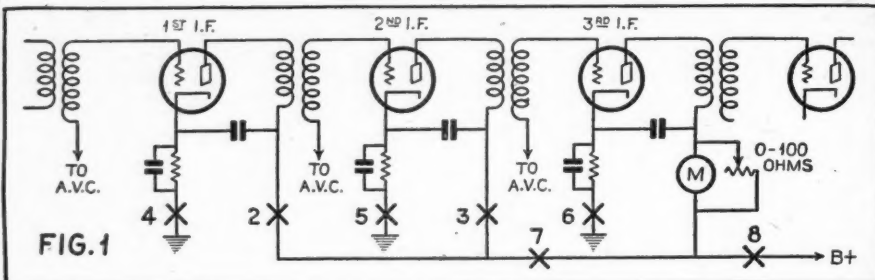 1ST I.F.
2ND I.F.
3RD I.F.
TO
A.V.C.
TO
A.V.C.
TO
A.V.C.
M
0-100
OHMS
4
2
5
3
6
7
8
B+
FIG.1